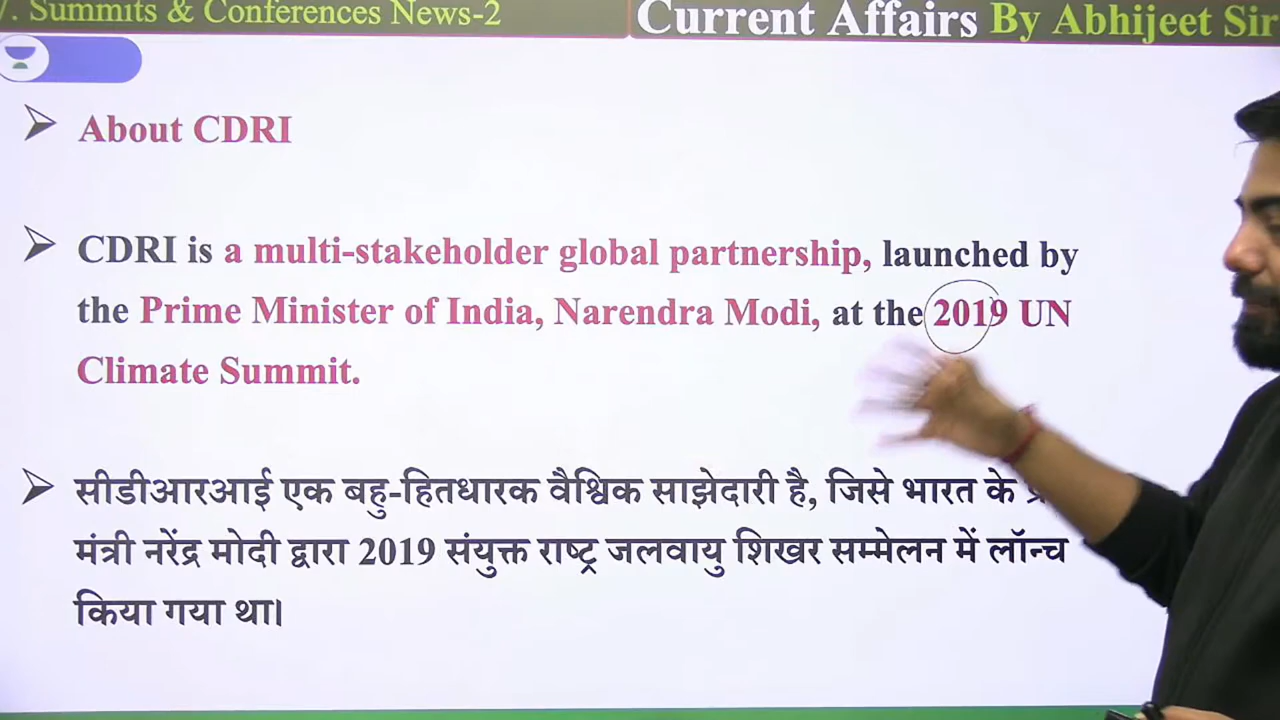 7. Summits & Conferences News-2
Current Affairs By Abhijeet Sir
About CDRI
CDRI is a multi-stakeholder global partnership, launched by
the Prime Minister of India, Narendra Modi, at the 2019 UN
Climate Summit.
सीडीआरआई एक बहु-हितधारक वैश्विक साझेदारी है, जिसे भारत के
मंत्री नरेंद्र मोदी द्वारा 2019 संयुक्त राष्ट्र जलवायु शिखर सम्मेलन में लॉन्च
किया गया था।